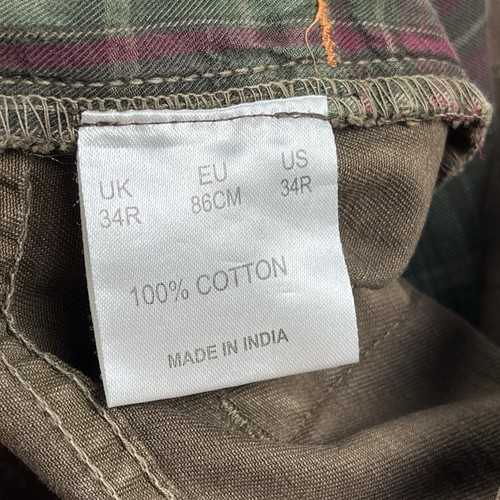 UK EU US
34R 86CM 34R
100% COTTON
MADE IN INDIA